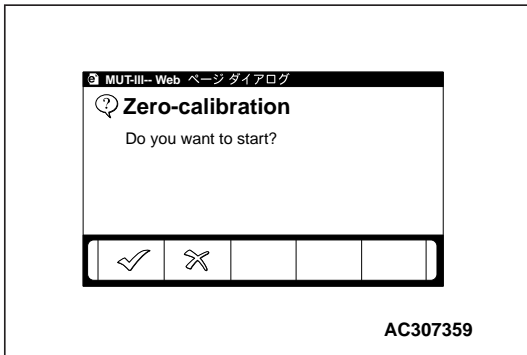 MUT-III-- Web ページ ダイアログ
Zero-calibration
Do you want to start?
AC307359